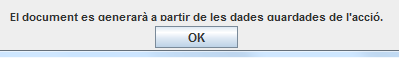 El document es generarà a partir de les dades guardades de l'acció.
OK